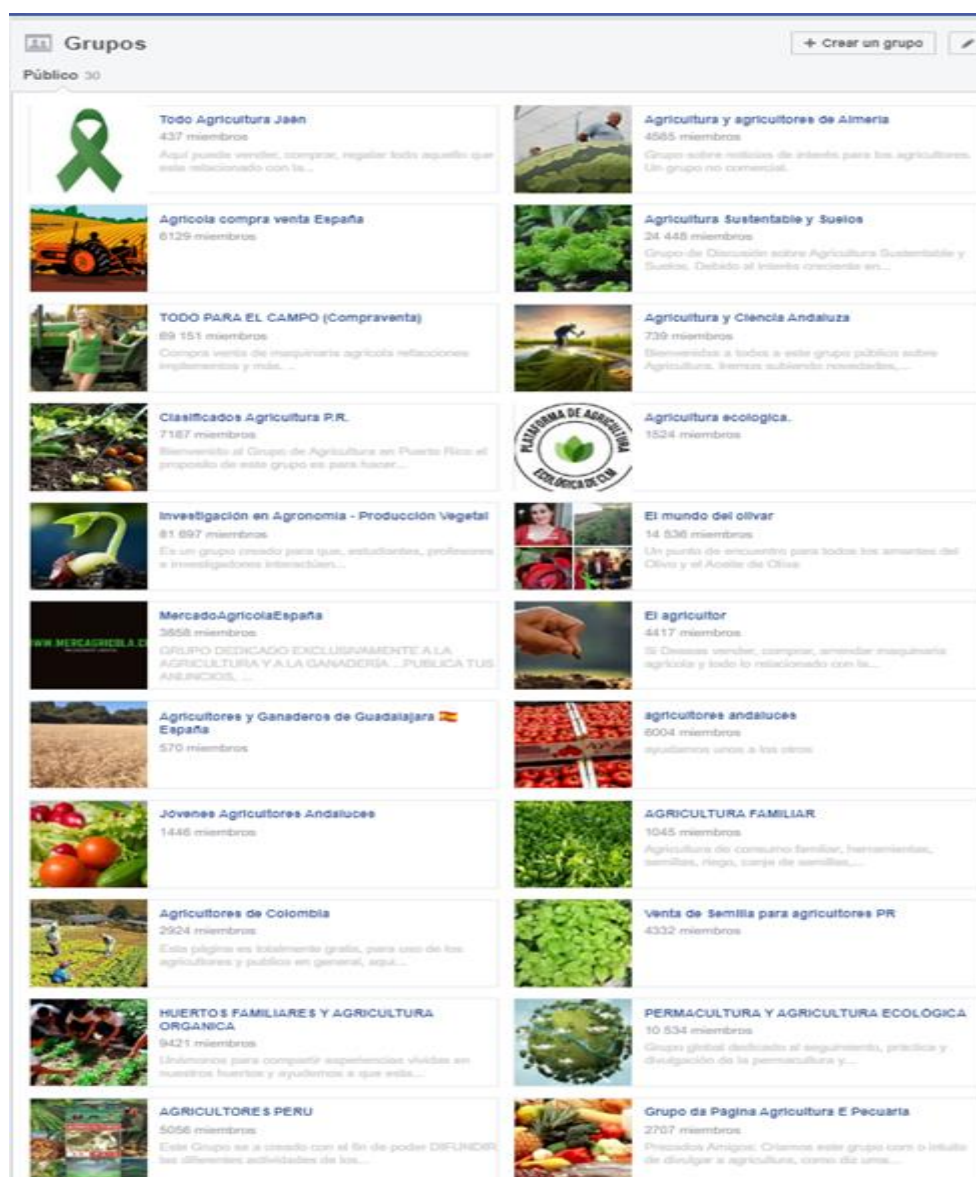 Grupos
+ Crear un grupo
Público 30
Todo Agricultura Jaén
437 miembros
Aquí puede vender, comprar, regalar todo aquello que
este relacionado con la...
Agricultura y agricultores de Almería
4565 miembros
Grupo sobre noticias de interés para los agricultores.
Un grupo no comercial.
Agricola compra venta España
6129 miembros
Agricultura Sustentable y Suelos
24 448 miembros
Grupo de Discusión sobre Agricultura Sustentable y
Suelos. Debido al interés creciente en...
TODO PARA EL CAMPO (Compraventa)
69 151 miembros
Compra venta de maquinaria agrícola refacciones
implementos y más. ...
Agricultura y Ciencia Andaluza
739 miembros
Bienvenidos a todos a este grupo público sobre
Agricultura. Iremos subiendo novedades,...
Clasificados Agricultura P.R.
7187 miembros
Bienvenido al Grupo de Agricultura en Puerto Rico el
proposito de este grupo es para hacer...
PLATAFORMA DE AGRICULTURA
ECOLÓGICA DE CLM
Agricultura ecologica.
1524 miembros
Investigación en Agronomía - Producción Vegetal
81 697 miembros
Es un grupo creado para que, estudiantes, profesores
e investigadores interactúen...
El mundo del olivar
14 536 miembros
Un punto de encuentro para todos los amantes del
Olivo y el Aceite de Oliva
WWW.MERCAGRICOLA.C
MercadoAgricolaEspaña
3858 miembros
GRUPO DEDICADO EXCLUSIVAMENTE A LA
AGRICULTURA Y A LA GANADERÍA ...PUBLICA TUS
ANUNCIOS, ...
El agricultor
4417 miembros
Si Deseas vender, comprar, arrendar maquinaria
agrícola y todo lo relacionado con la...
Agricultores y Ganaderos de Guadalajara 🇪🇸
España
570 miembros
agricultores andaluces
6004 miembros
ayudarnos unos a los otros
Jóvenes Agricultores Andaluces
1446 miembros
AGRICULTURA FAMILIAR
1045 miembros
Agricultura de consumo familiar, herramientas,
semillas, riego, canje de semillas,...
Agricultores de Colombia
2924 miembros
Esta página es totalmente gratis, para uso de los
agricultores y publico en general, aquí...
Venta de Semilla para agricultores PR
4332 miembros
HUERTOS FAMILIARES Y AGRICULTURA
ORGANICA
9421 miembros
Unámonos para compartir experiencias vividas en
nuestros huertos y ayudemos a que esta...
PERMACULTURA Y AGRICULTURA ECOLÓGICA
10 534 miembros
Grupo global dedicado al seguimiento, práctica y
divulgación de la permacultura y...
AGRICULTORES PERU
5056 miembros
Este Grupo se a creado con el fin de poder DIFUNDIR
las diferentes actividades de los...
Grupo da Pagina Agricultura E Pecuaria
2707 miembros
Prezados Amigos: Criamos este grupo com o intuito
de divulgar a agricultura, como diz uma...